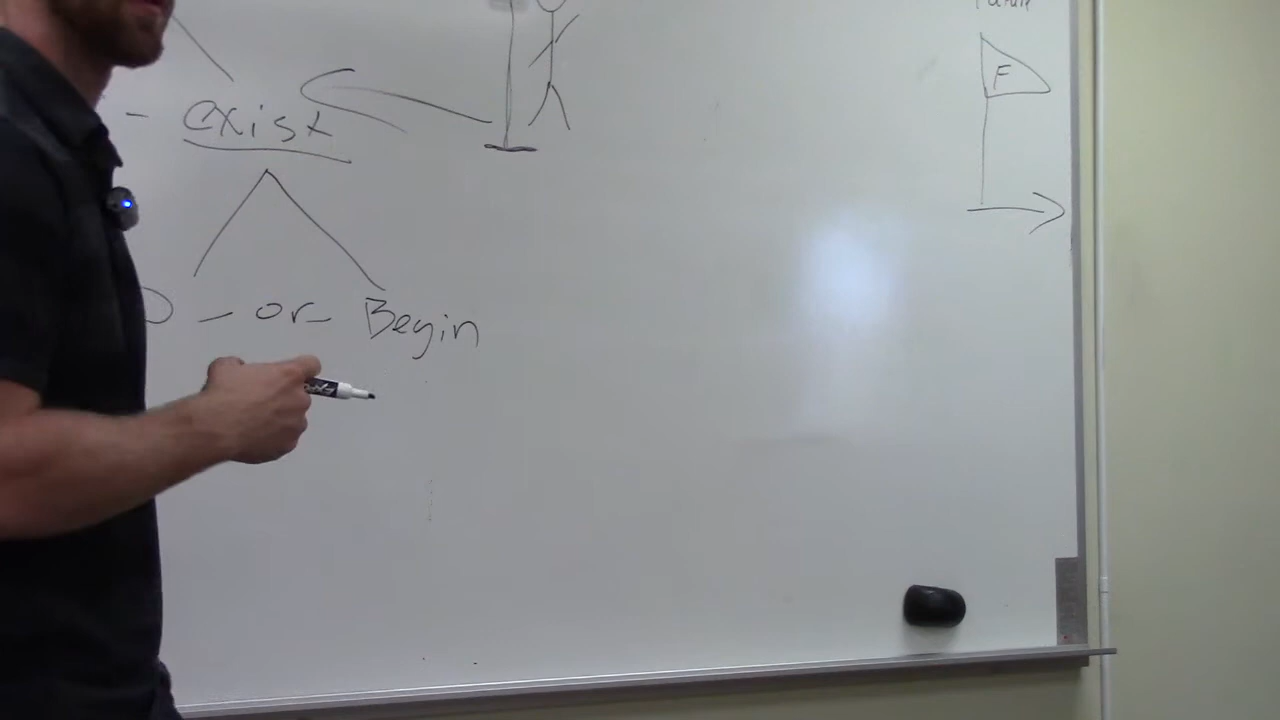 F
- exist
- or - Begin